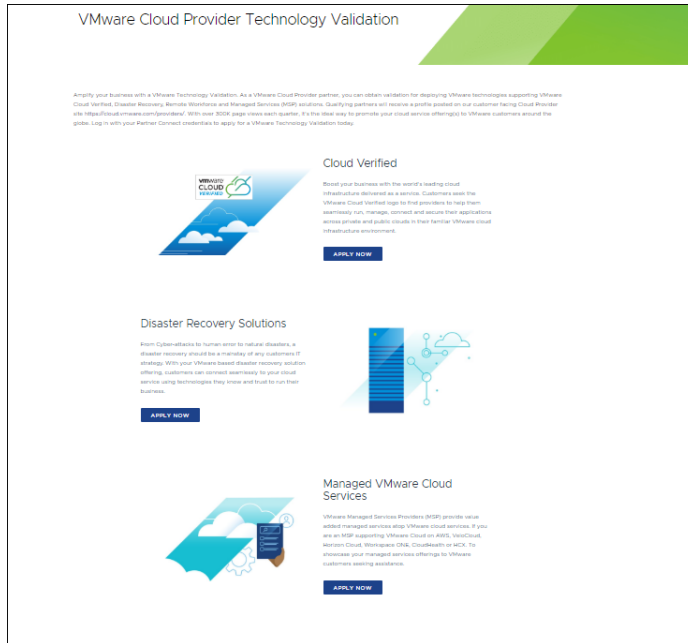 VMware Cloud Provider Technology Validation
Amplify your business with a VMware Technology Validation. As a VMware Cloud Provider partner, you can obtain validation for deploying VMware technologies supporting VMware
Cloud Verified, Disaster Recovery, Remote Workforce and Managed Services (MSP) solutions. Qualifying partners will receive a profile posted on our customer facing Cloud Provider
site https://cloud.vmware.com/providers/. With over 300K page views each quarter, it's the ideal way to promote your cloud service offering(s) to VMware customers around the
globe. Log in with your Partner Connect credentials to apply for a VMware Technology Validation today.
vmware
CLOUD
VERIFIED
Cloud Verified
Boost your business with the world's leading cloud
infrastructure delivered as a service. Customers seek the
VMware Cloud Verified logo to find providers to help them
seamlessly run, manage, connect and secure their applications
across private and public clouds in their familiar VMware cloud
infrastructure environment.
APPLY NOW
Disaster Recovery Solutions
From Cyber-attacks to human error to natural disasters, a
disaster recovery should be a mainstay of any customers IT
strategy. With your VMware-based disaster recovery solution
offering, customers can connect seamlessly to your cloud
service using technologies they know and trust to run their
business.
APPLY NOW
Managed VMware Cloud
Services
VMware Managed Services Providers (MSP) provide value
added managed services atop VMware cloud services. If you
are an MSP supporting VMware Cloud on AWS, VeloCloud,
Horizon Cloud, Workspace ONE, CloudHealth or HCX. To
showcase your managed services offerings to VMware
customers seeking assistance.
APPLY NOW